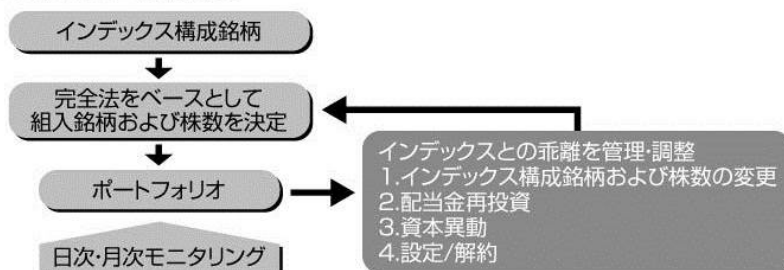 インデックス構成銘柄
完全法をベースとして
組入銘柄および株数を決定
ポートフォリオ
日次・月次モニタリング
インデックスとの乖離を管理・調整
1.インデックス構成銘柄および株数の変更
2.配当金再投資
3.資本異動
4.設定/解約